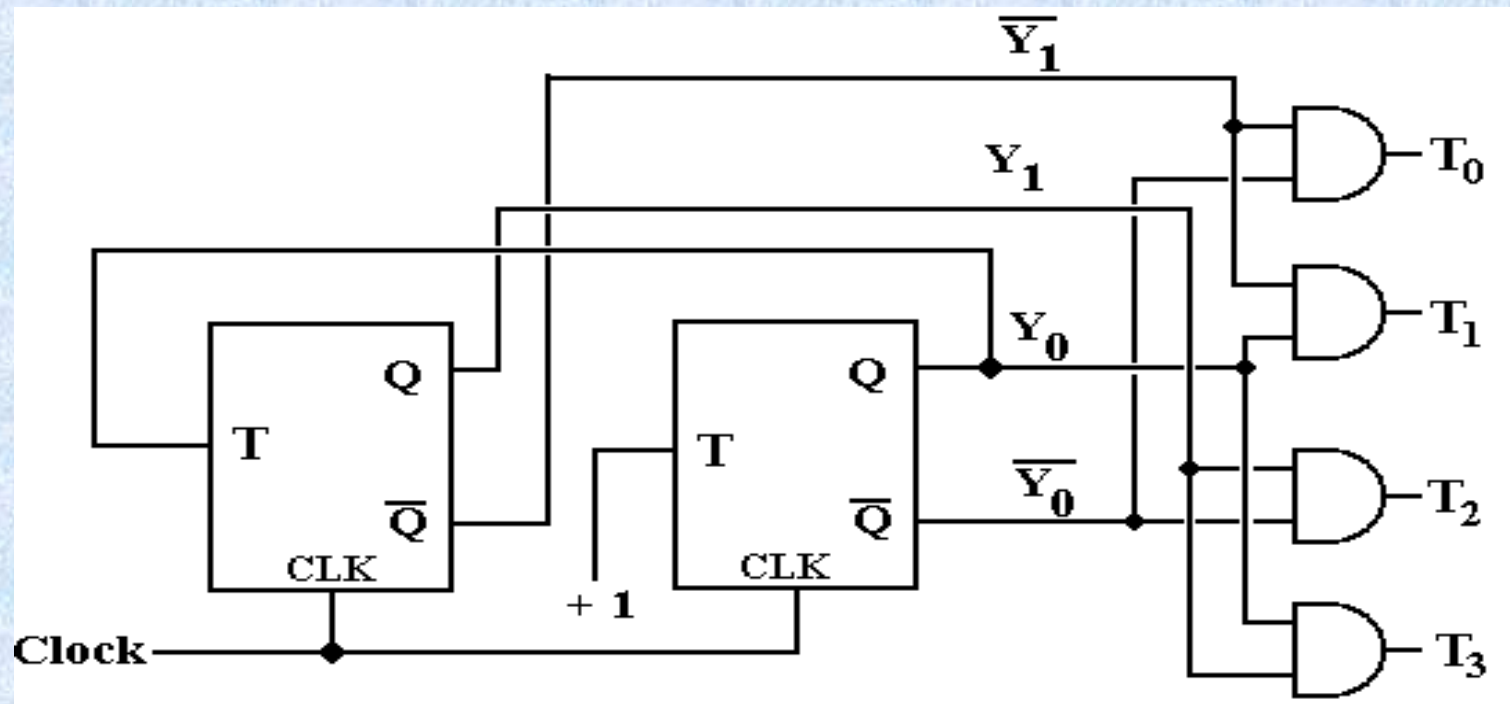 Y̅₁
Y₁
T₀
T₁
Y₀
Q
Q
T
T
Y̅₀
T₂
Q̅
Q̅
CLK
CLK
+ 1
Clock
T₃